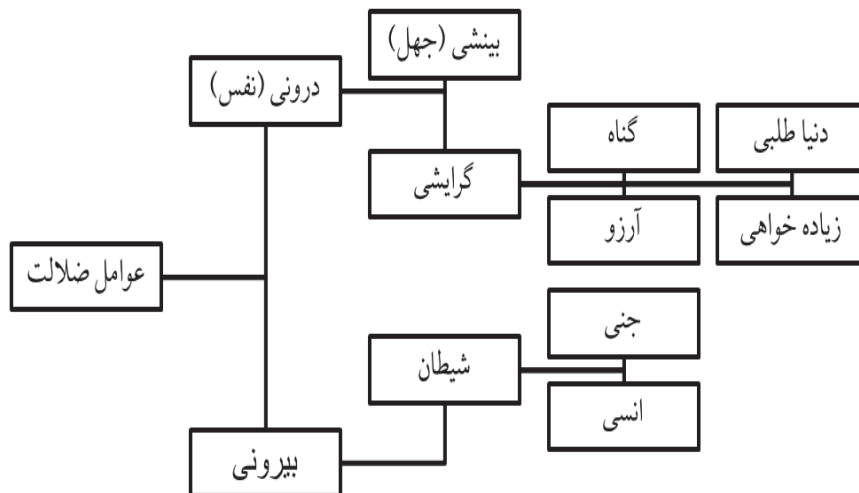 عوامل ضلالت
درونی (نفس)
بینشی (جهل)
گرایشی
گناه
دنیا طلبی
آرزو
زیاده خواهی
بیرونی
شیطان
جنی
انسی